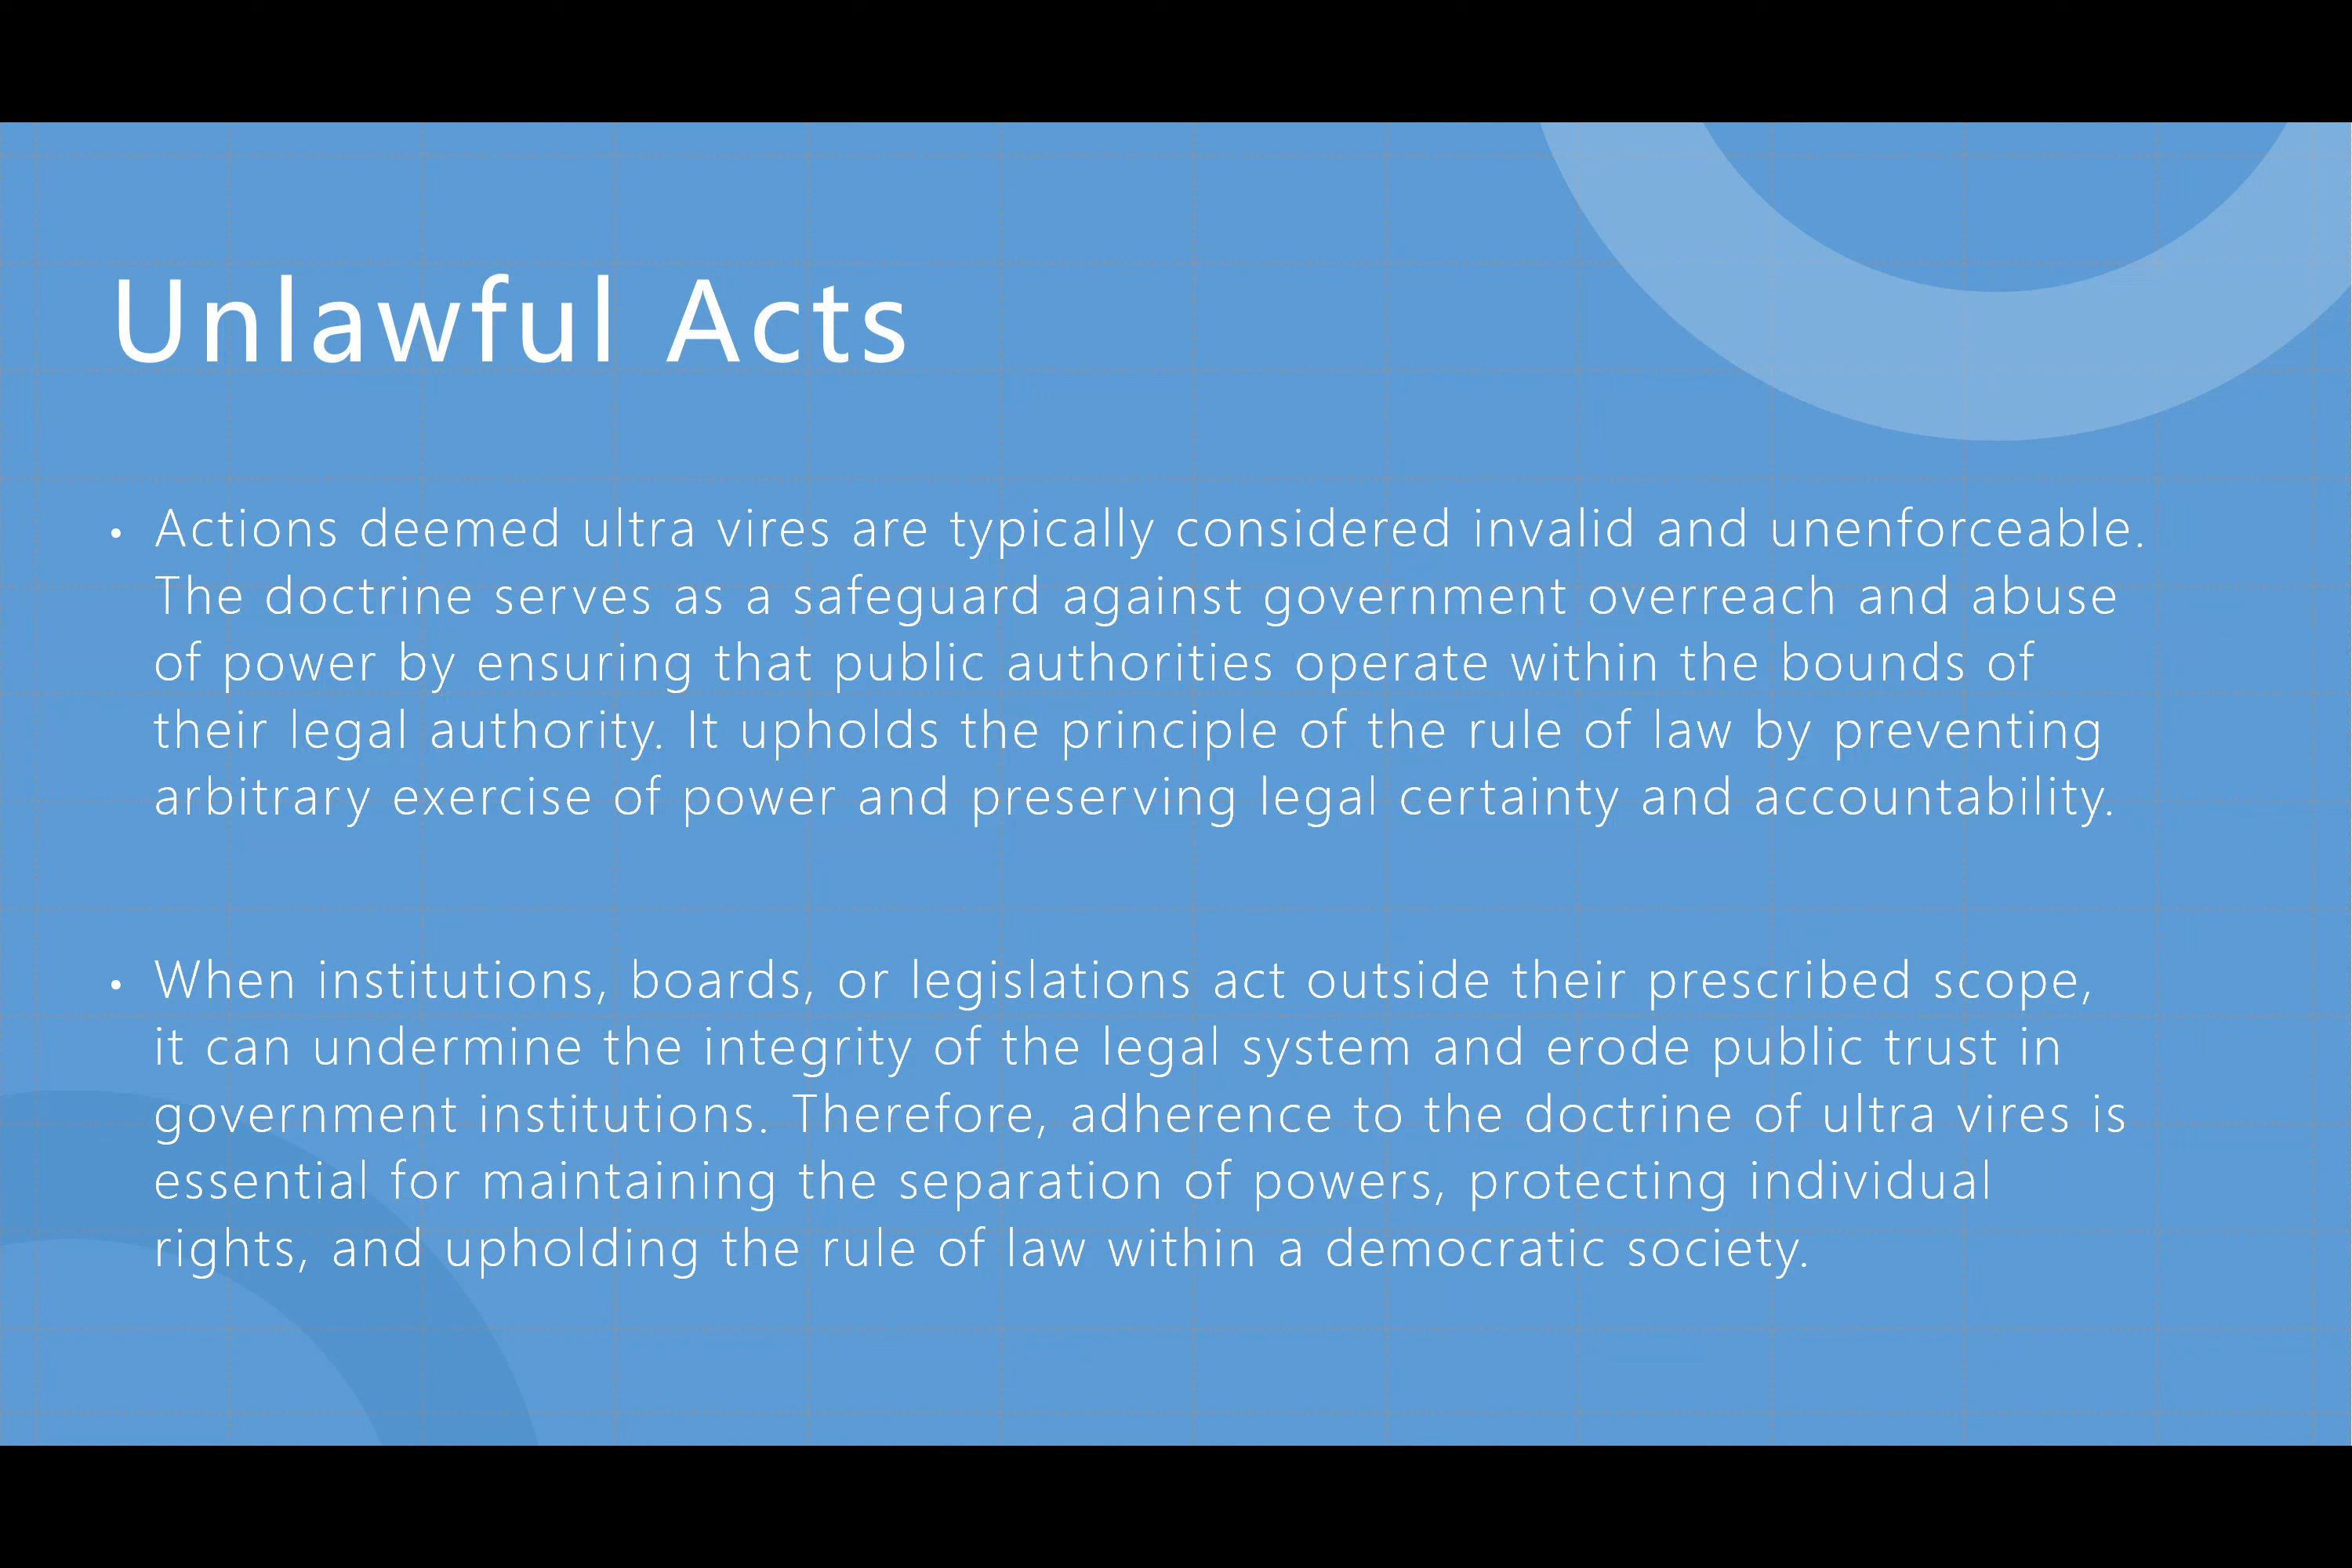 Unlawful Acts
• Actions deemed ultra vires are typically considered invalid and unenforceable.
The doctrine serves as a safeguard against government overreach and abuse
of power by ensuring that public authorities operate within the bounds of
their legal authority. It upholds the principle of the rule of law by preventing
arbitrary exercise of power and preserving legal certainty and accountability.
• When institutions, boards, or legislations act outside their prescribed scope,
it can undermine the integrity of the legal system and erode public trust in
government institutions. Therefore, adherence to the doctrine of ultra vires is
essential for maintaining the separation of powers, protecting individual
rights, and upholding the rule of law within a democratic society.